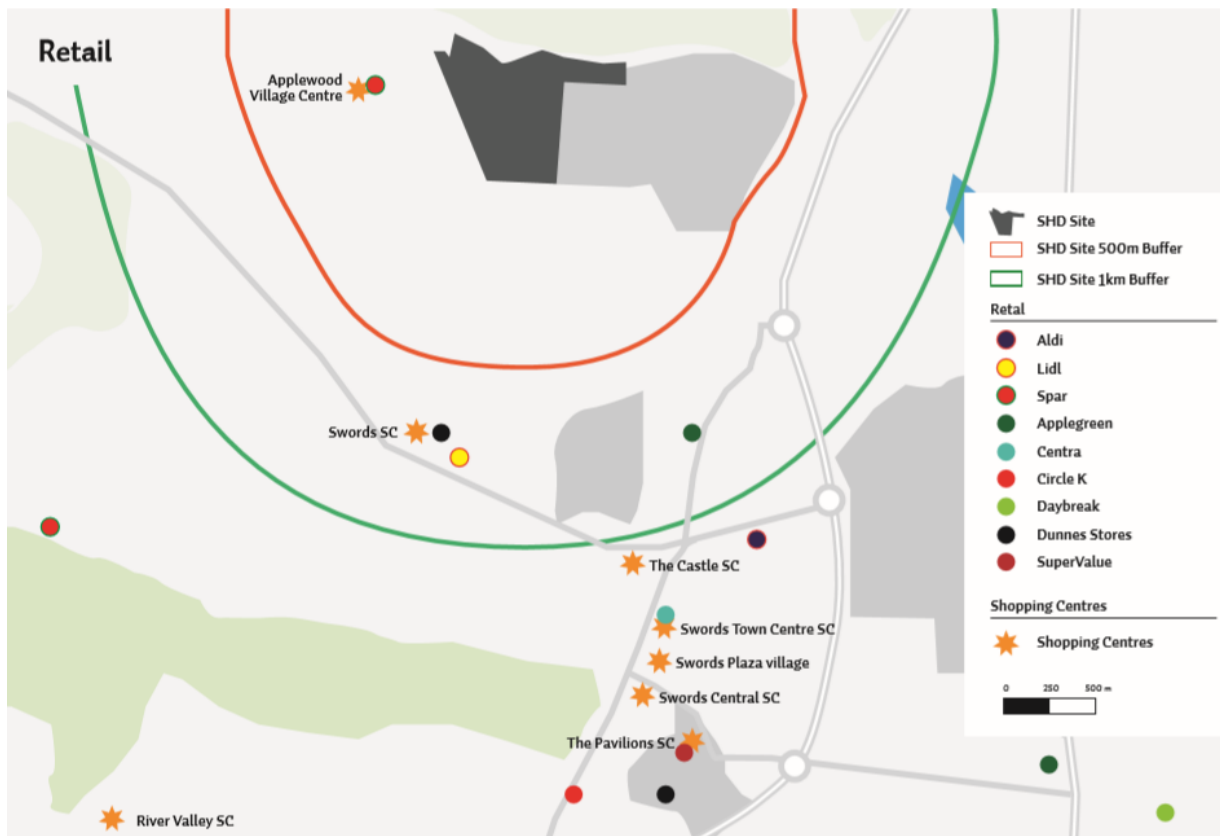 Retail
Applewood
Village Centre
Swords SC
The Castle SC
Swords Town Centre SC
Swords Plaza village
Swords Central SC
The Pavilions SC
River Valley SC
SHD Site
SHD Site 500m Buffer
SHD Site 1km Buffer
Retal
Aldi
Lidl
Spar
Applegreen
Centra
Circle K
Daybreak
Dunnes Stores
SuperValue
Shopping Centres
Shopping Centres
0 250 500 m